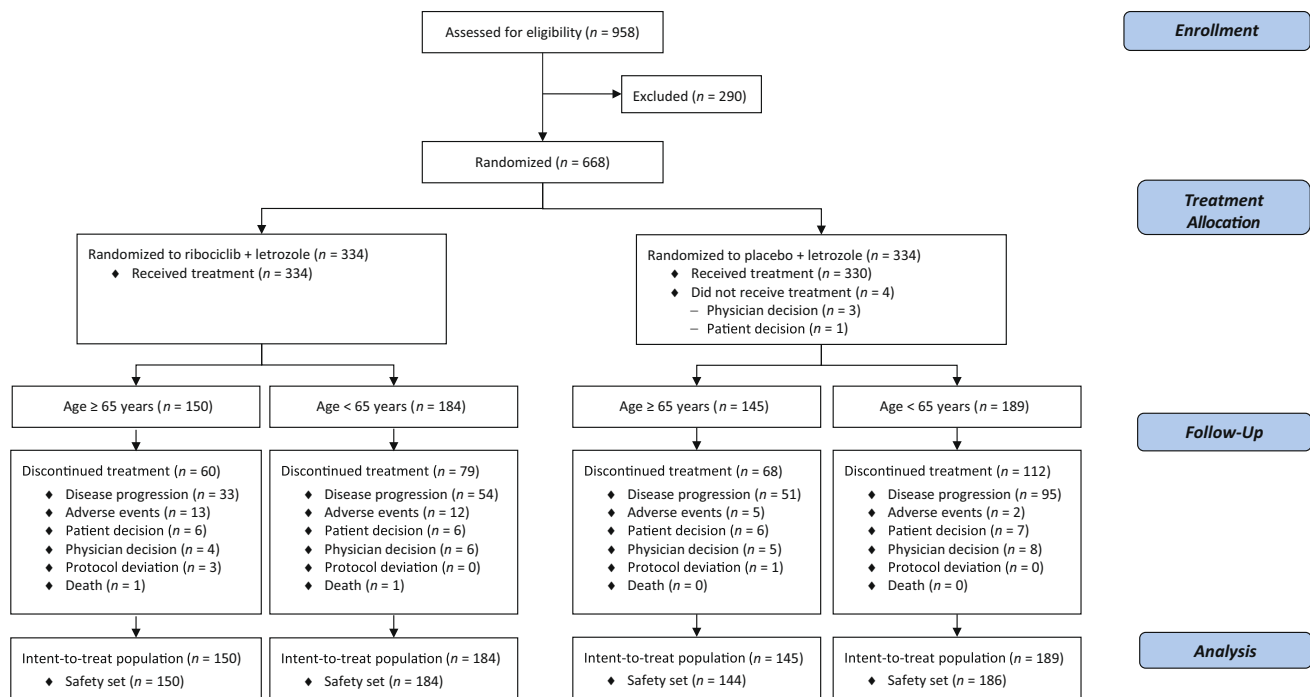 Assessed for eligibility (n = 958)
Enrollment
Excluded (n = 290)
Randomized (n = 668)
Treatment
Allocation
Randomized to ribociclib + letrozole (n = 334)
♦ Received treatment (n = 334)
Randomized to placebo + letrozole (n = 334)
♦ Received treatment (n = 330)
♦ Did not receive treatment (n = 4)
– Physician decision (n = 3)
– Patient decision (n = 1)
Age ≥ 65 years (n = 150)
Age < 65 years (n = 184)
Age ≥ 65 years (n = 145)
Age < 65 years (n = 189)
Follow-Up
Discontinued treatment (n = 60)
♦ Disease progression (n = 33)
♦ Adverse events (n = 13)
♦ Patient decision (n = 6)
♦ Physician decision (n = 4)
♦ Protocol deviation (n = 3)
♦ Death (n = 1)
Discontinued treatment (n = 79)
♦ Disease progression (n = 54)
♦ Adverse events (n = 12)
♦ Patient decision (n = 6)
♦ Physician decision (n = 6)
♦ Protocol deviation (n = 0)
♦ Death (n = 1)
Discontinued treatment (n = 68)
♦ Disease progression (n = 51)
♦ Adverse events (n = 5)
♦ Patient decision (n = 6)
♦ Physician decision (n = 5)
♦ Protocol deviation (n = 1)
♦ Death (n = 0)
Discontinued treatment (n = 112)
♦ Disease progression (n = 95)
♦ Adverse events (n = 2)
♦ Patient decision (n = 7)
♦ Physician decision (n = 8)
♦ Protocol deviation (n = 0)
♦ Death (n = 0)
Intent-to-treat population (n = 150)
♦ Safety set (n = 150)
Intent-to-treat population (n = 184)
♦ Safety set (n = 184)
Intent-to-treat population (n = 145)
♦ Safety set (n = 144)
Intent-to-treat population (n = 189)
♦ Safety set (n = 186)
Analysis